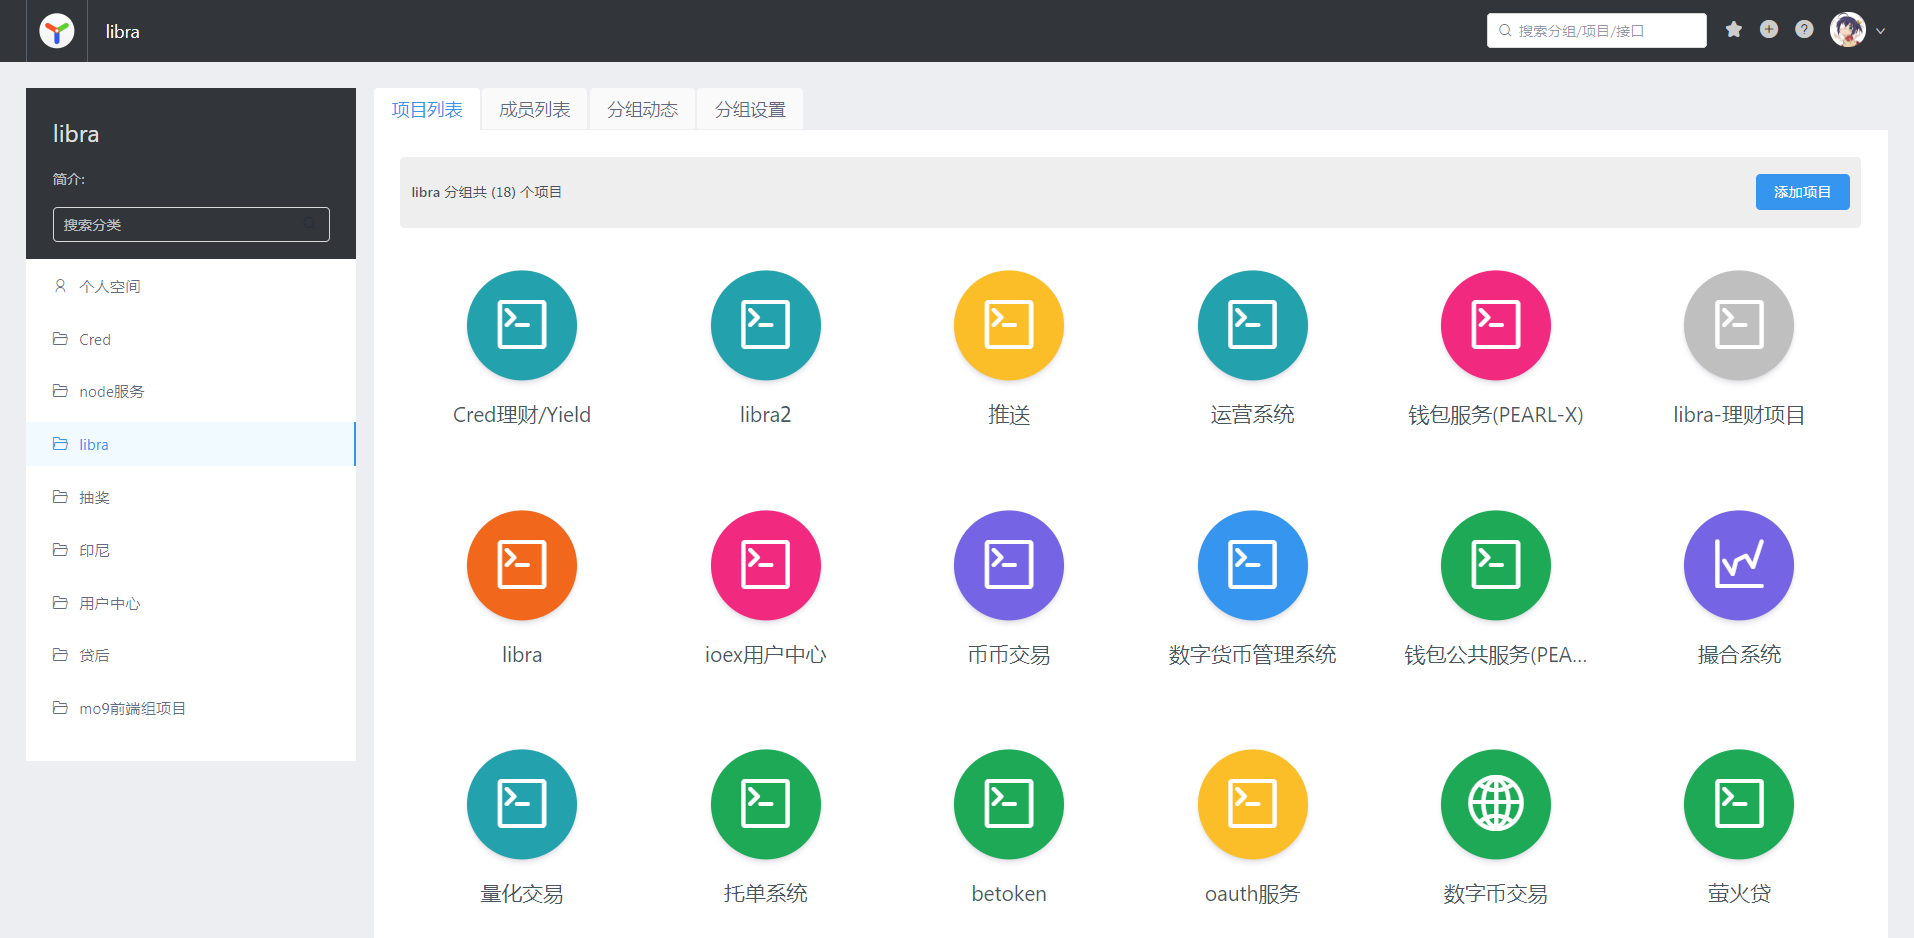 libra
搜索分组/项目/接口
libra
简介:
搜索分类
个人空间
Cred
node服务
libra
抽奖
印尼
用户中心
贷后
mo9前端组项目
项目列表
成员列表
分组动态
分组设置
libra 分组共 (18) 个项目
添加项目
Cred理财/Yield
libra2
推送
运营系统
钱包服务(PEARL-X)
libra-理财项目
libra
ioex用户中心
币币交易
数字货币管理系统
钱包公共服务(PEA...
撮合系统
量化交易
托单系统
betoken
oauth服务
数字币交易
萤火贷